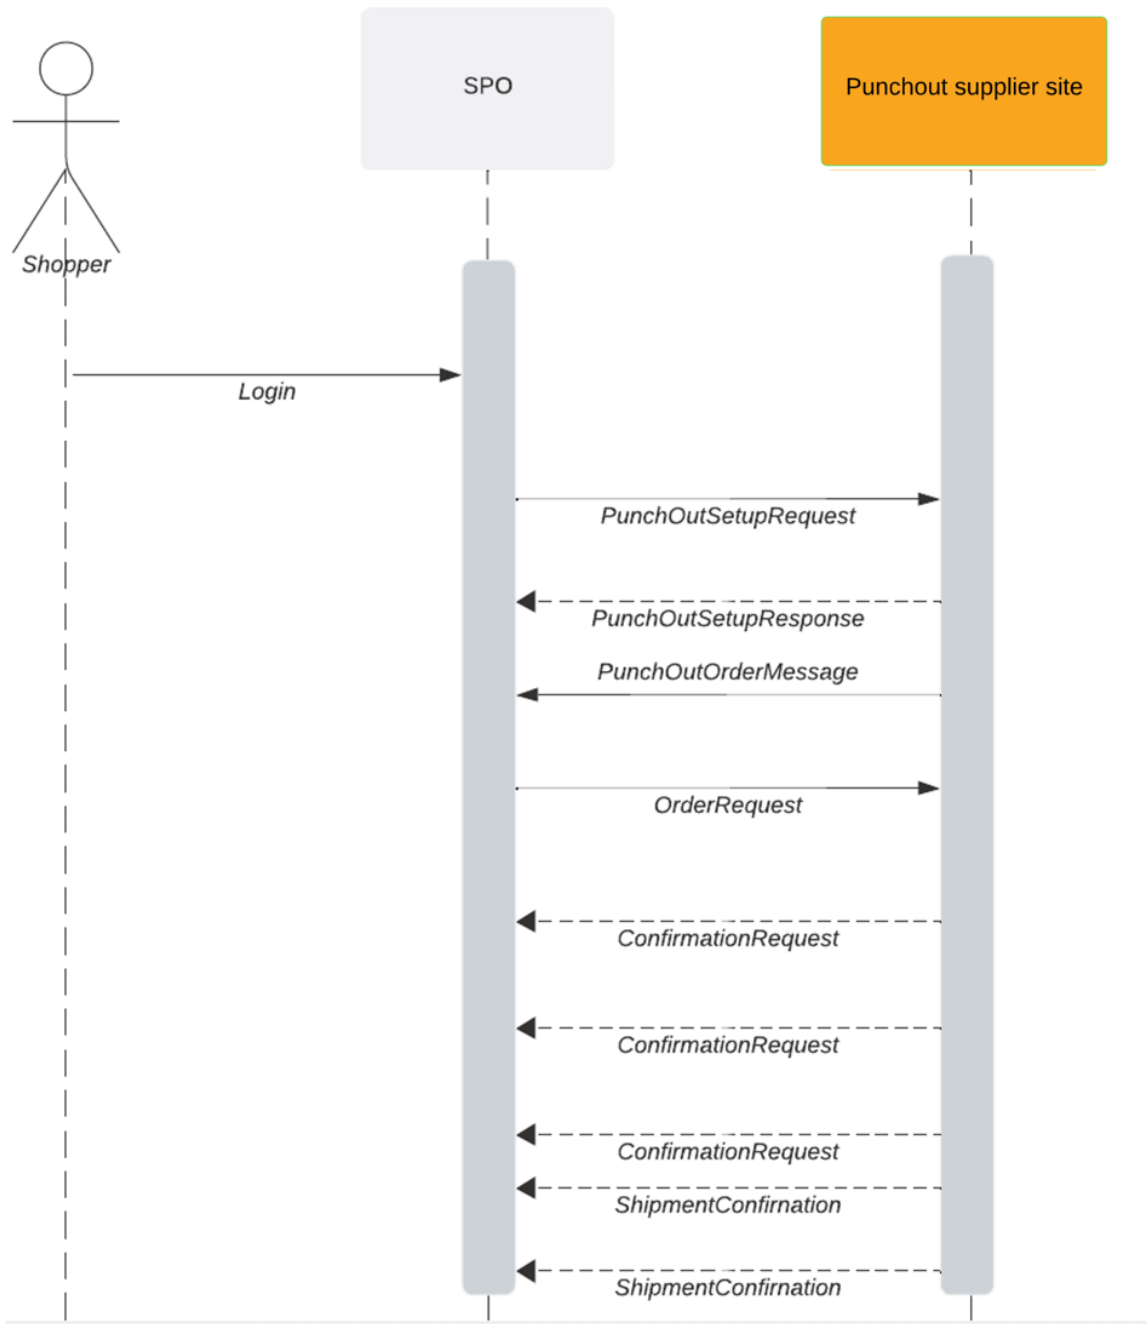 SPO
Punchout supplier site
Shopper
Login
PunchOutSetupRequest
PunchOutSetupResponse
PunchOutOrderMessage
OrderRequest
ConfirmationRequest
ConfirmationRequest
ConfirmationRequest
ShipmentConfirnation
ShipmentConfirnation